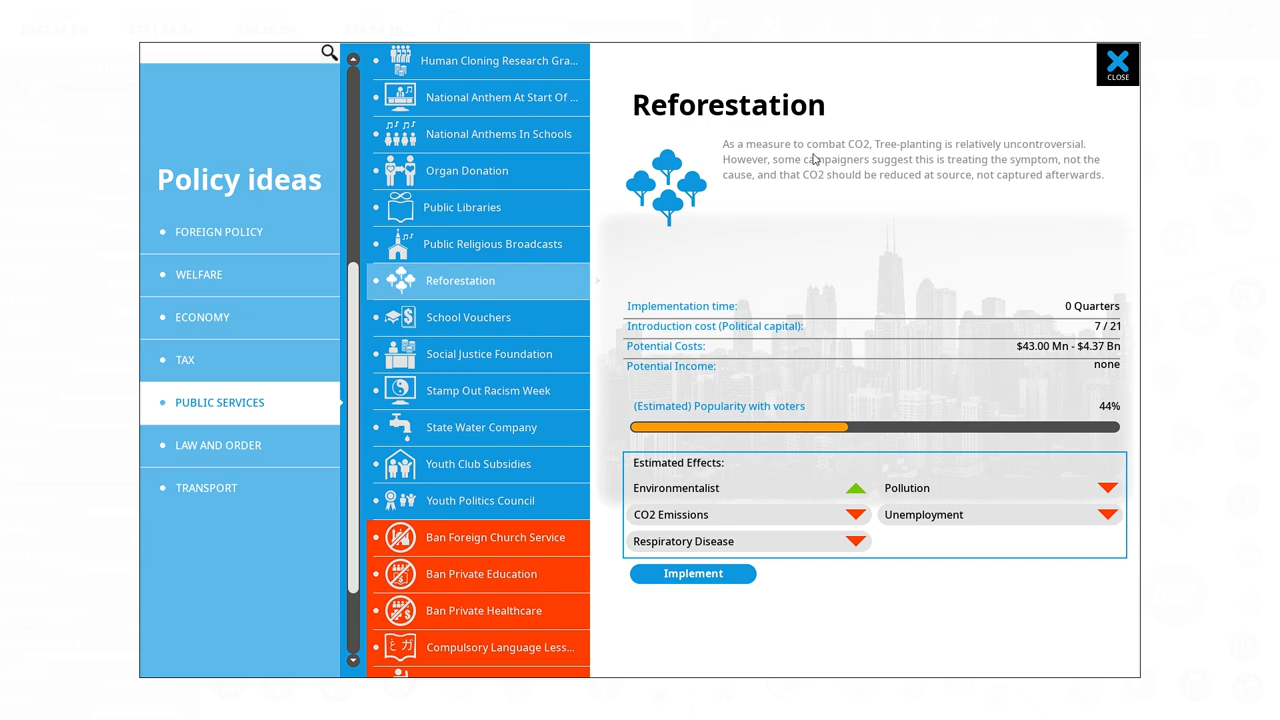 Policy ideas
FOREIGN POLICY
WELFARE
ECONOMY
TAX
PUBLIC SERVICES
LAW AND ORDER
TRANSPORT
Human Cloning Research Gra...
National Anthem At Start Of ...
National Anthems In Schools
Organ Donation
Public Libraries
Public Religious Broadcasts
Reforestation
School Vouchers
Social Justice Foundation
Stamp Out Racism Week
State Water Company
Youth Club Subsidies
Youth Politics Council
Ban Foreign Church Service
Ban Private Education
Ban Private Healthcare
Compulsory Language Less...
CLOSE
Reforestation
As a measure to combat CO2, Tree-planting is relatively uncontroversial.
However, some campaigners suggest this is treating the symptom, not the
cause, and that CO2 should be reduced at source, not captured afterwards.
Implementation time: 0 Quarters
Introduction cost (Political capital): 7 / 21
Potential Costs: $43.00 Mn - $4.37 Bn
Potential Income: none
(Estimated) Popularity with voters 44%
Estimated Effects:
Environmentalist Pollution
CO2 Emissions Unemployment
Respiratory Disease
Implement